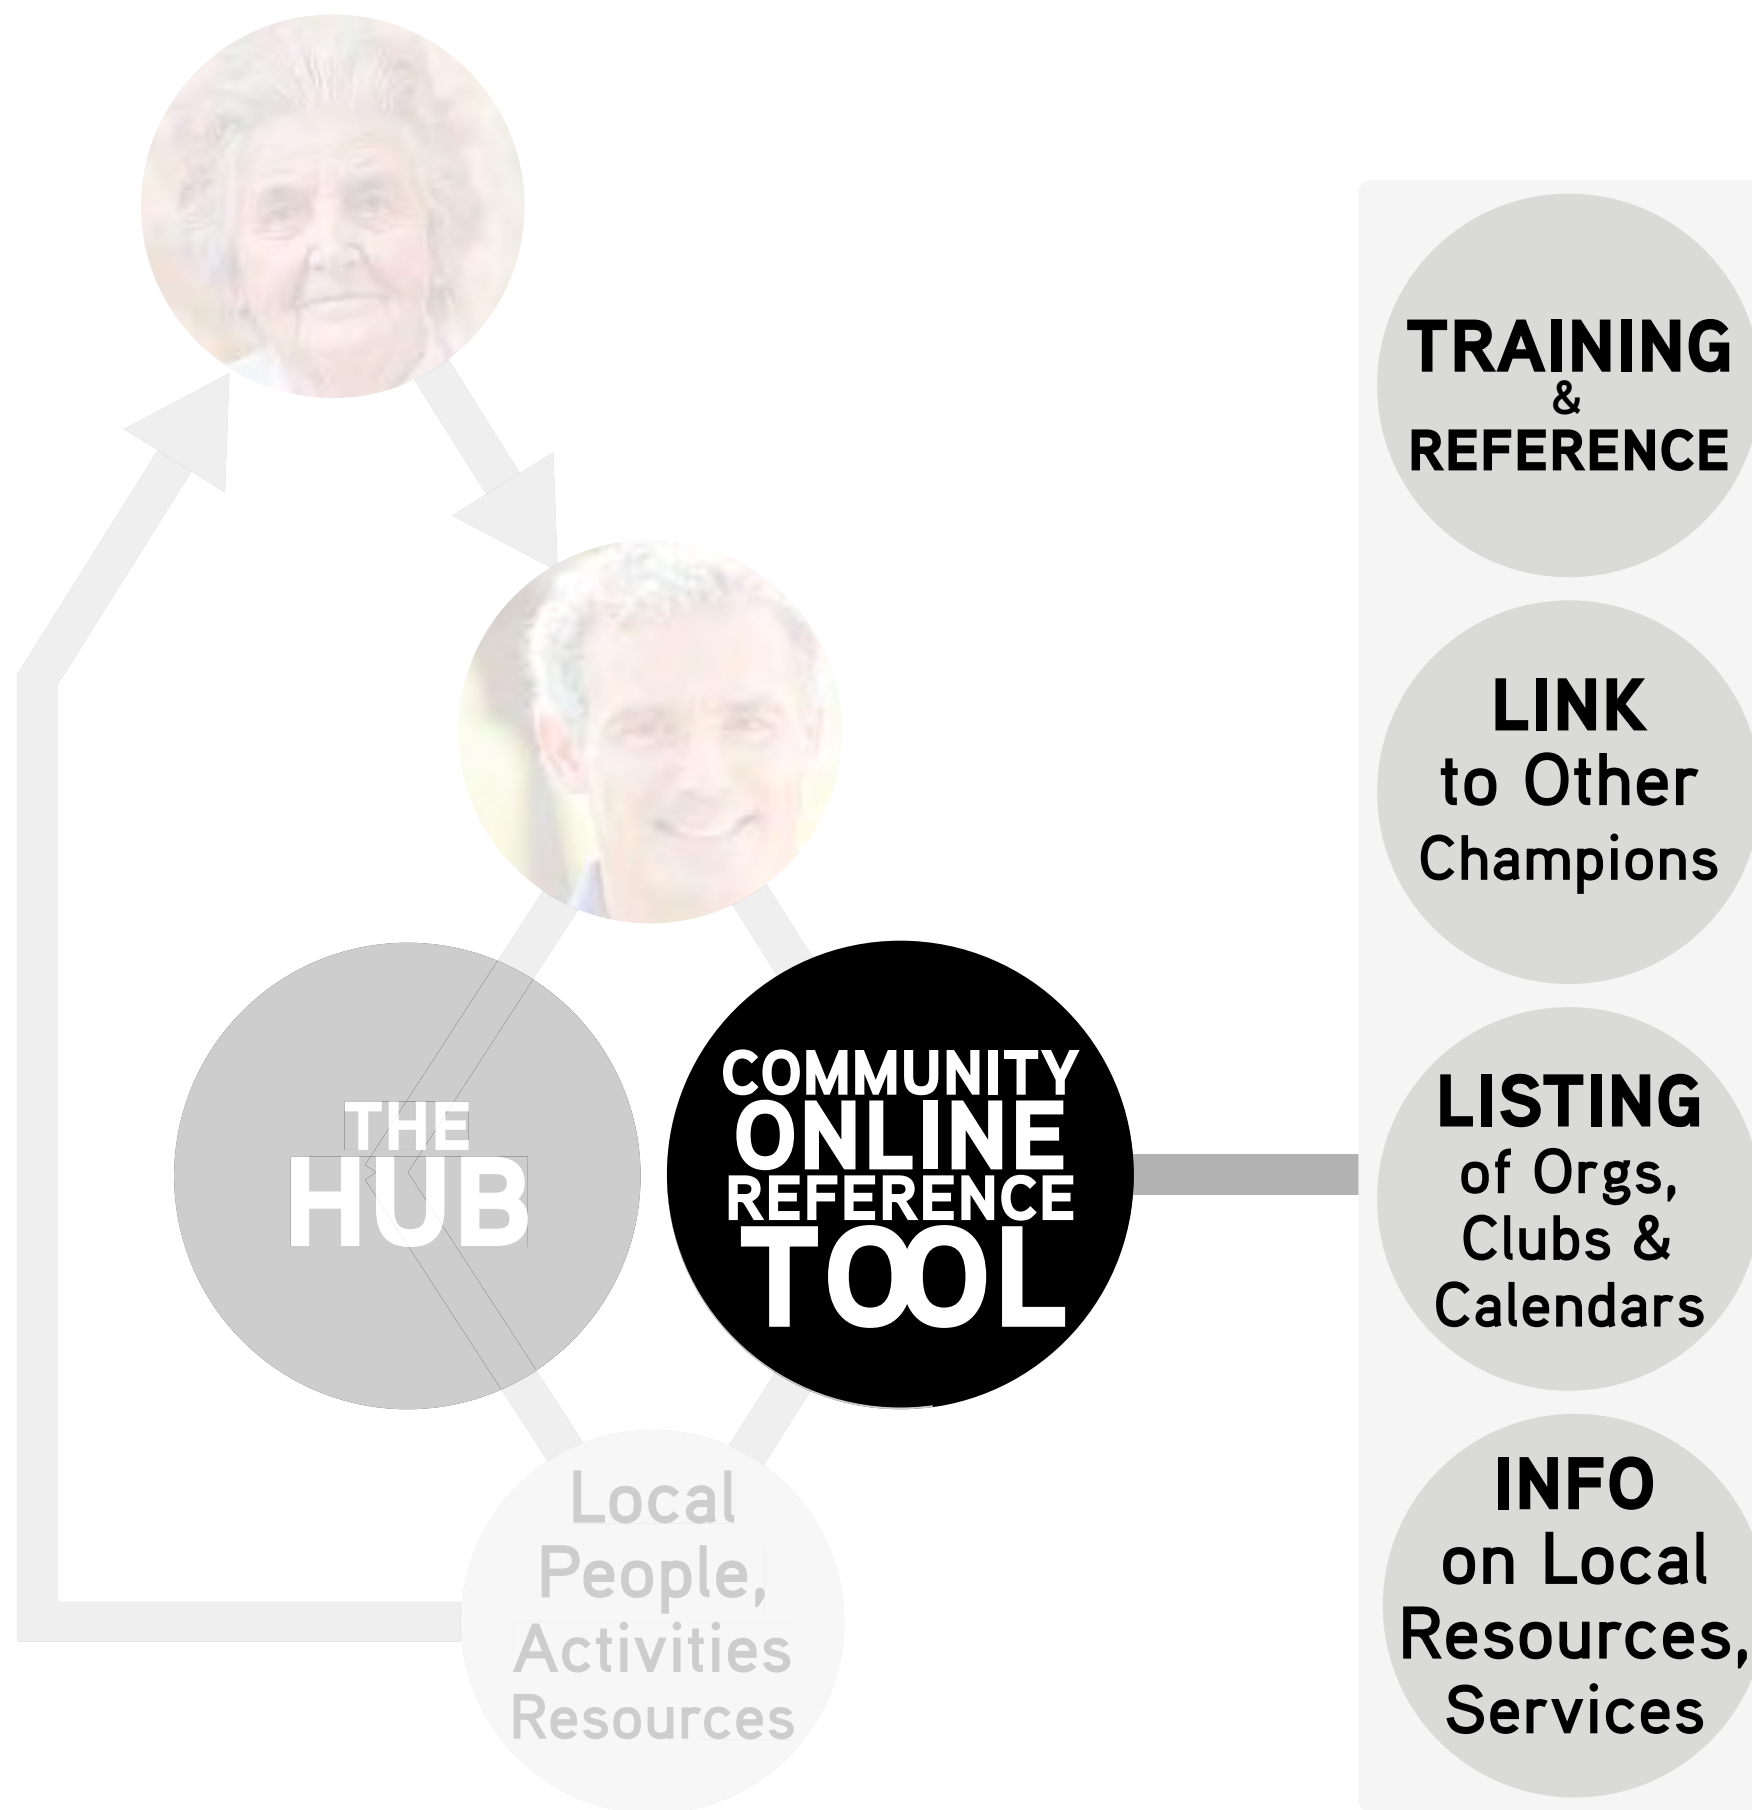 THE
HUB
COMMUNITY
ONLINE
REFERENCE
TOOL
Local
People,
Activities
Resources
TRAINING
&
REFERENCE
LINK
to Other
Champions
LISTING
of Orgs,
Clubs &
Calendars
INFO
on Local
Resources,
Services